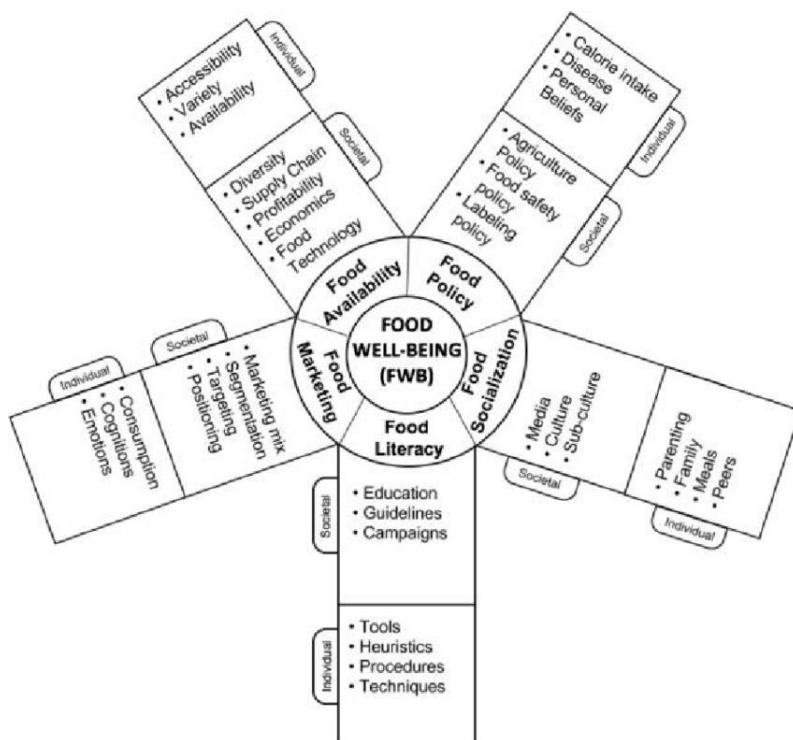 FOOD
WELL-BEING
(FWB)
Food
Availability
Individual
• Accessibility
• Variety
• Availability
Societal
• Diversity
• Supply Chain
• Profitability
• Economics
• Food
Technology
Food
Policy
Individual
• Calorie intake
• Disease
• Personal
Beliefs
Societal
• Agriculture
Policy
• Food safety
policy
• Labeling
policy
Food
Socialization
Societal
• Media
• Culture
• Sub-culture
Individual
• Parenting
• Family
• Meals
• Peers
Food
Literacy
Societal
• Education
• Guidelines
• Campaigns
Individual
• Tools
• Heuristics
• Procedures
• Techniques
Food
Marketing
Societal
• Marketing mix
• Segmentation
• Targeting
• Positioning
Individual
• Consumption
• Cognitions
• Emotions